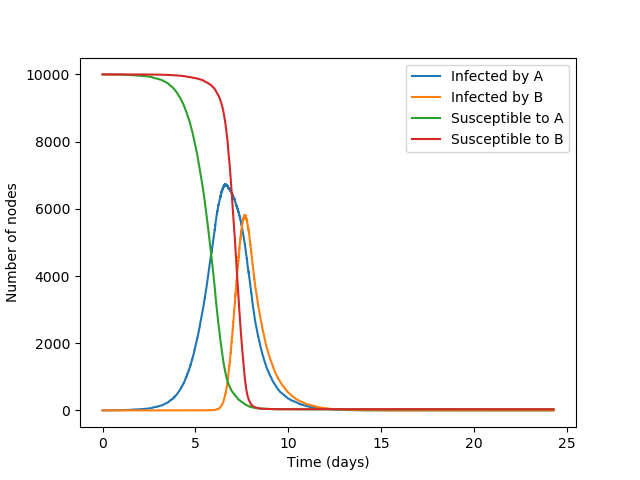 Infected by A
Infected by B
Susceptible to A
Susceptible to B
Number of nodes
10000
8000
6000
4000
2000
0
0 5 10 15 20 25
Time (days)